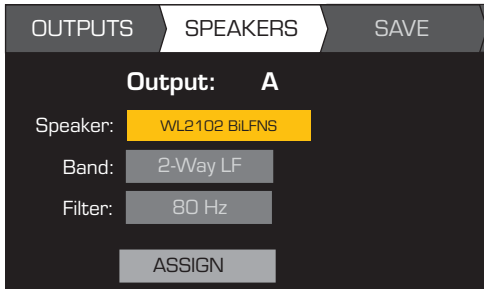 OUTPUTS SPEAKERS SAVE
Output: A
Speaker: WL2102 BiLFNS
Band: 2-Way LF
Filter: 80 Hz
ASSIGN